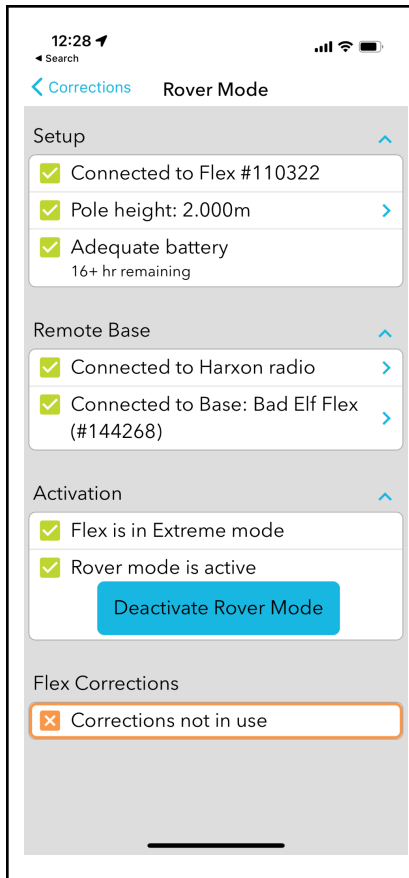 12:28
◀ Search
Corrections Rover Mode
Setup
Connected to Flex #110322
Pole height: 2.000m
Adequate battery
16+ hr remaining
Remote Base
Connected to Harxon radio
Connected to Base: Bad Elf Flex
(#144268)
Activation
Flex is in Extreme mode
Rover mode is active
Deactivate Rover Mode
Flex Corrections
Corrections not in use